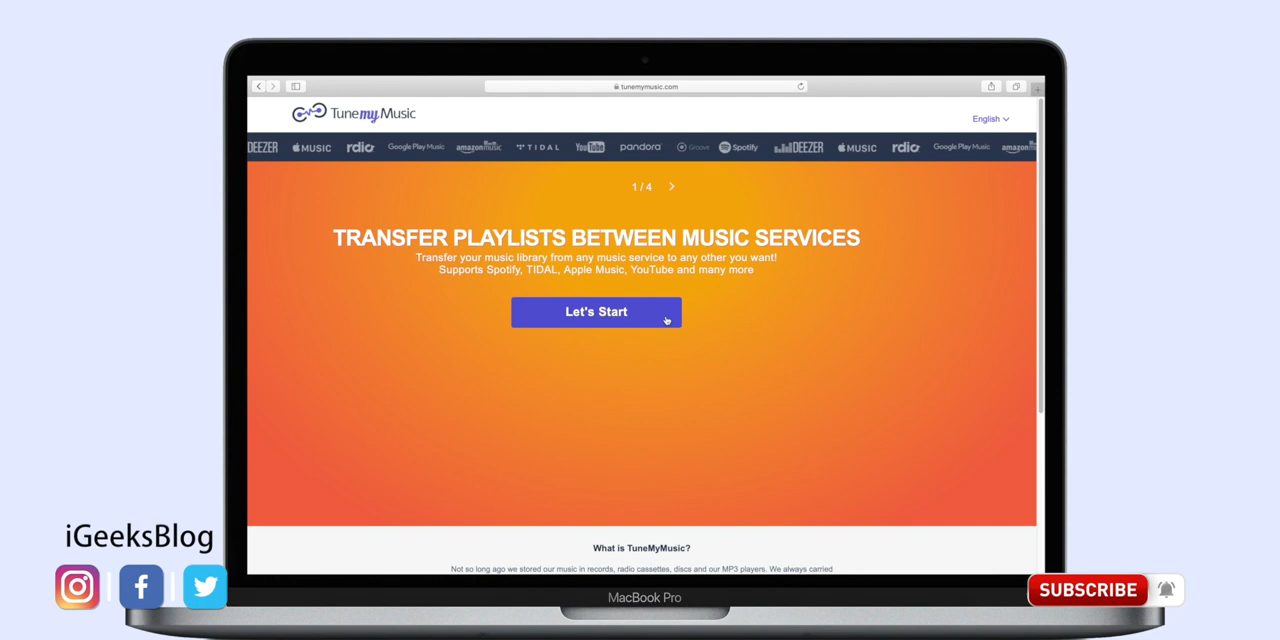 tunemymusic.com
TunemyMusic
English
DEEZER MUSIC rdio Google Play Music amazon music TIDAL YouTube pandora Groove Spotify DEEZER MUSIC rdio Google Play Music amazon
1 / 4
TRANSFER PLAYLISTS BETWEEN MUSIC SERVICES
Transfer your music library from any music service to any other you want!
Supports Spotify, TIDAL, Apple Music, YouTube and many more
Let's Start
What is TuneMyMusic?
Not so long ago we stored our music in records, radio cassettes, discs and our MP3 players. We always carried
iGeeksBlog
SUBSCRIBE
MacBook Pro